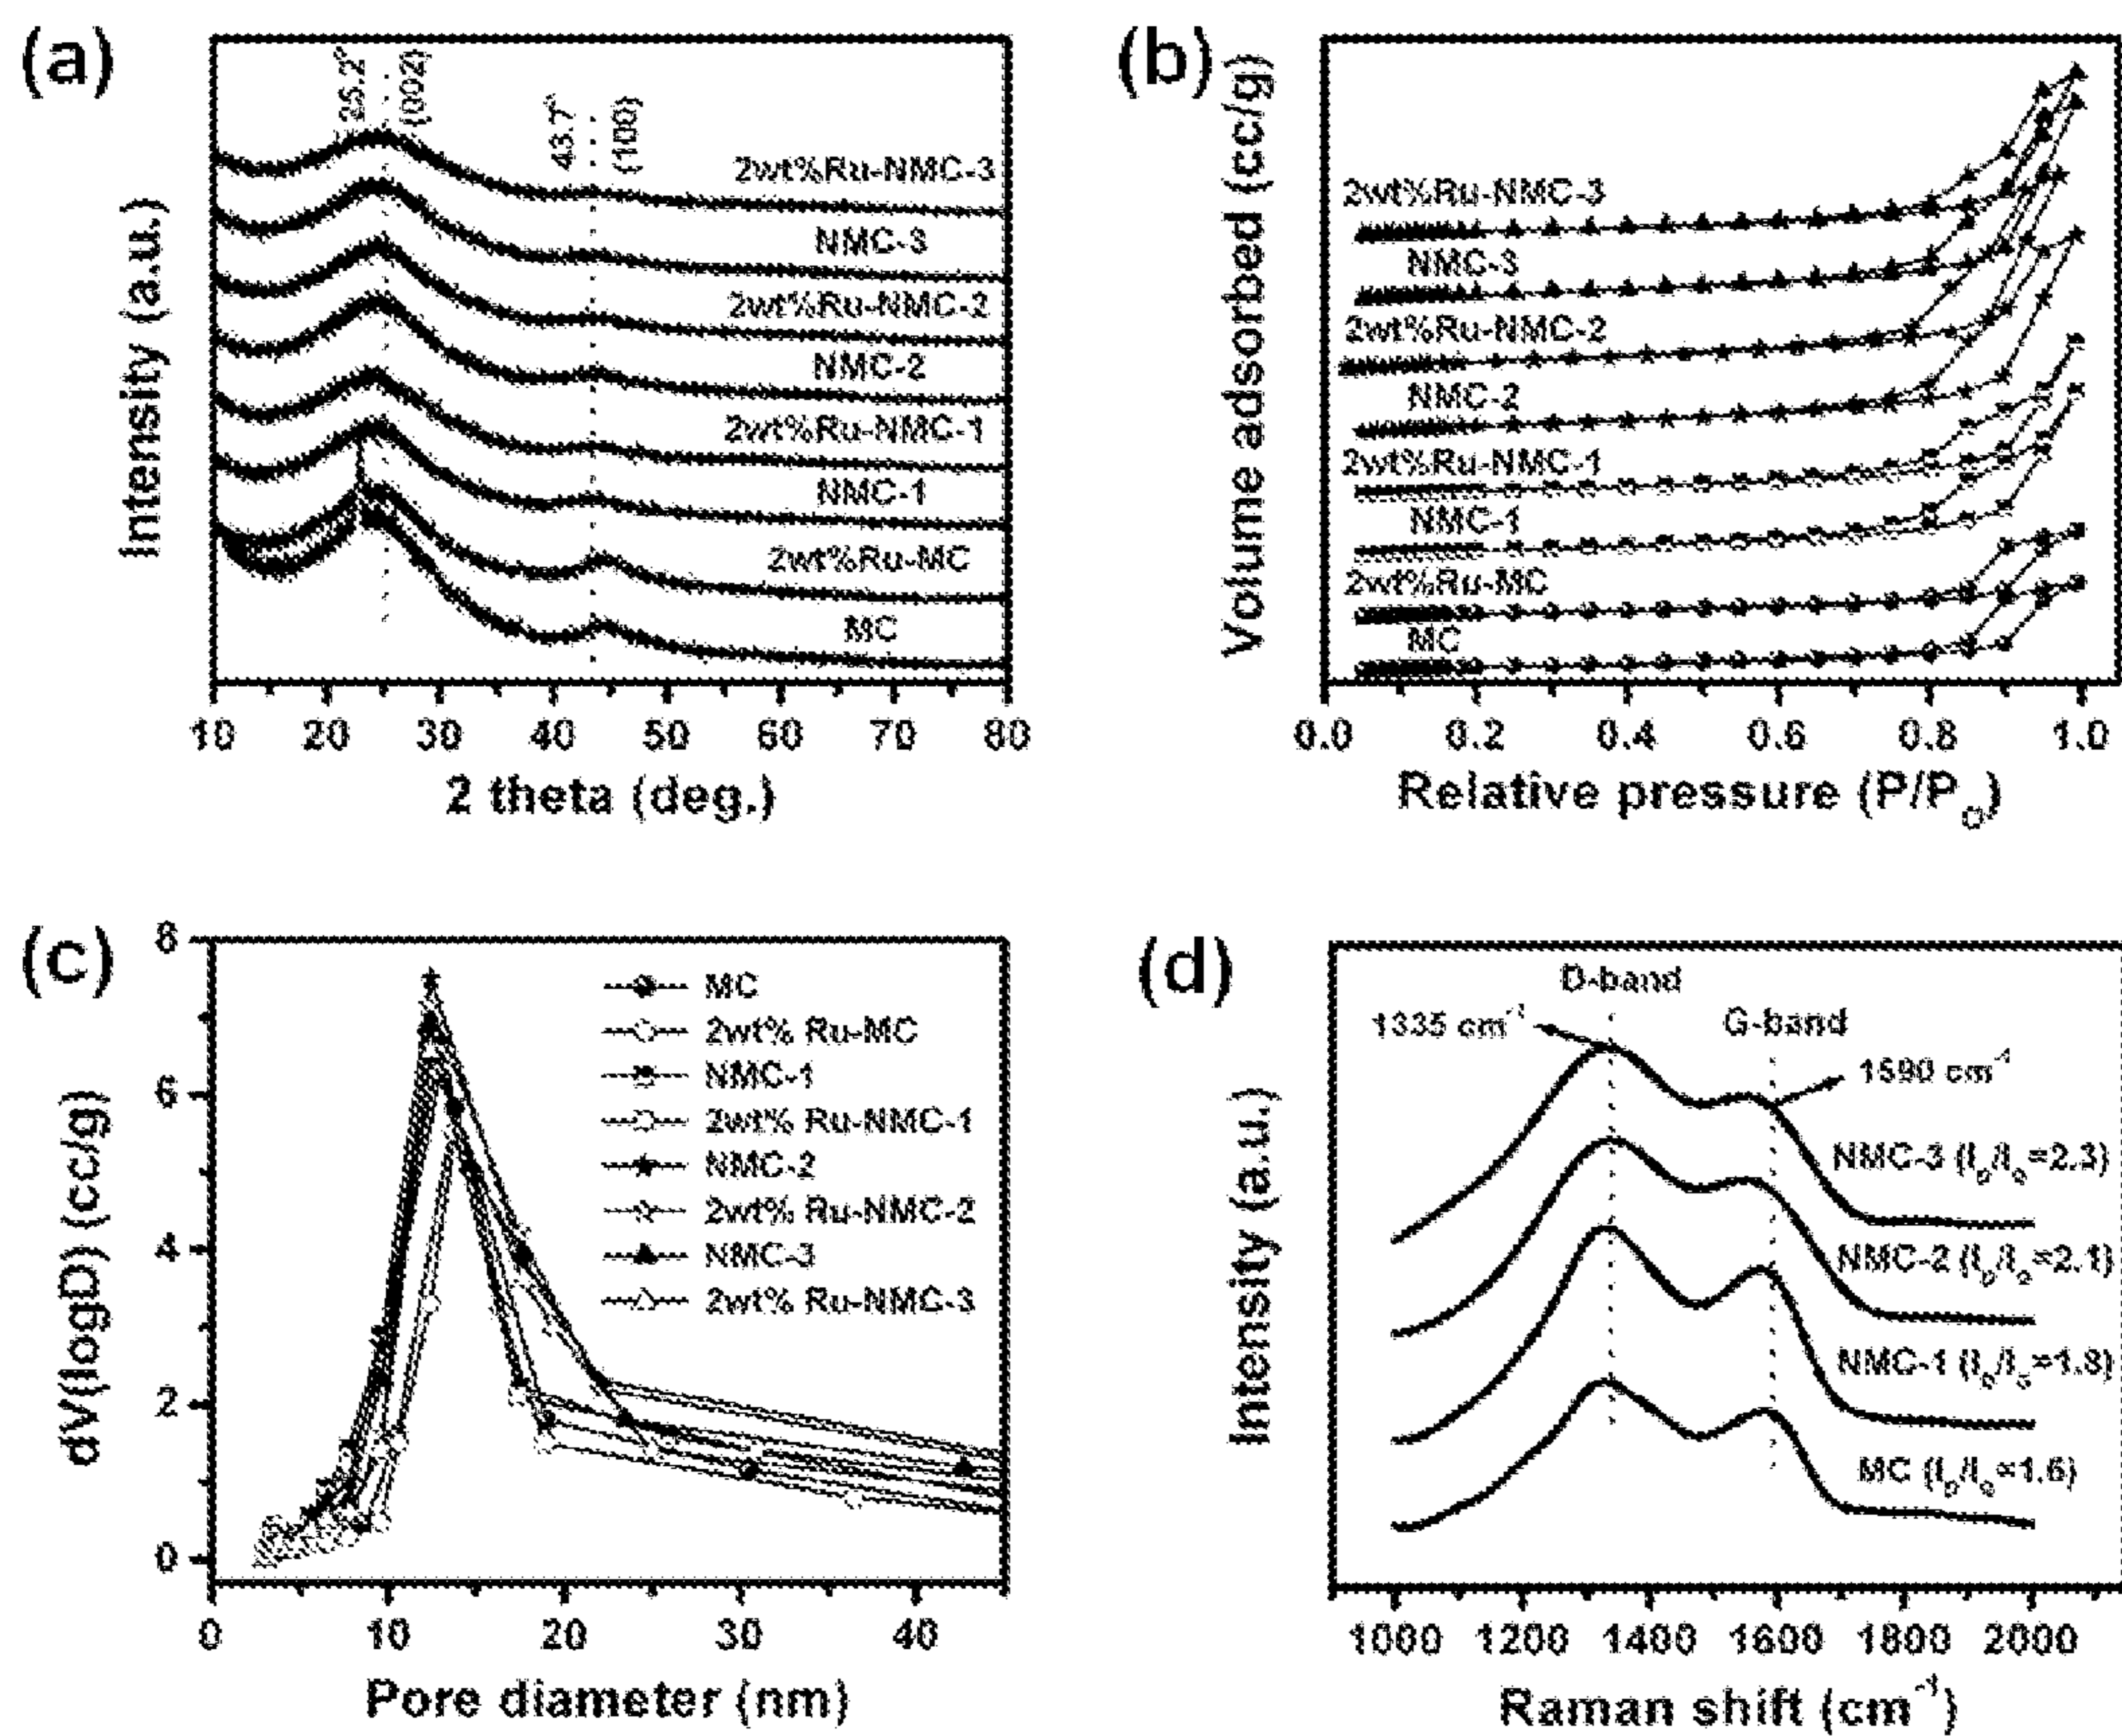 (a)
Intensity (a.u.)
25.2°
(002)
43.7°
(100)
2wt%Ru-NMC-3
NMC-3
2wt%Ru-NMC-2
NMC-2
2wt%Ru-NMC-1
NMC-1
2wt%Ru-MC
MC
10 20 30 40 50 60 70 80
2 theta (deg.)
(b)
Volume adsorbed (cc/g)
2wt%Ru-NMC-3
NMC-3
2wt%Ru-NMC-2
NMC-2
2wt%Ru-NMC-1
NMC-1
2wt%Ru-MC
MC
0.0 0.2 0.4 0.6 0.8 1.0
Relative pressure (P/Po)
(c)
dV(logD) (cc/g)
8
6
4
2
0
MC
2wt% Ru-MC
NMC-1
2wt% Ru-NMC-1
NMC-2
2wt% Ru-NMC-2
NMC-3
2wt% Ru-NMC-3
0 10 20 30 40
Pore diameter (nm)
(d)
Intensity (a.u.)
D-band
1335 cm-1
G-band
1590 cm-1
NMC-3 (ID/IG=2.3)
NMC-2 (ID/IG=2.1)
NMC-1 (ID/IG=1.8)
MC (ID/IG=1.6)
1000 1200 1400 1600 1800 2000
Raman shift (cm-1)